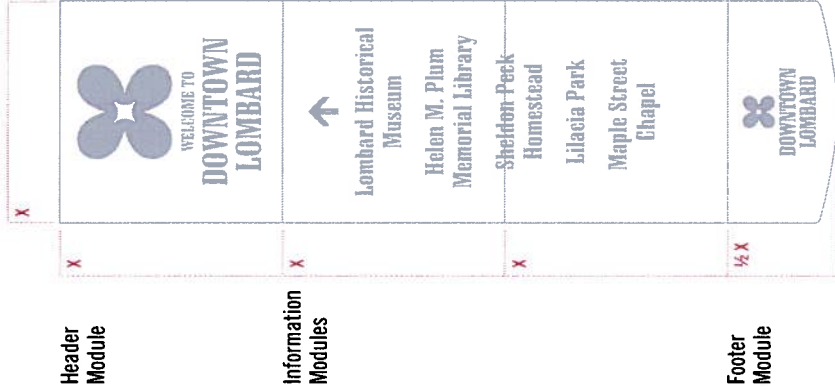 Header
Module
X
X
WELCOME TO
DOWNTOWN
LOMBARD
Information
Modules
X
Lombard Historical
Museum
Helen M. Plum
Memorial Library
X
Sheldon Peck
Homestead
Lilacia Park
Maple Street
Chapel
Footer
Module
½ X
DOWNTOWN
LOMBARD